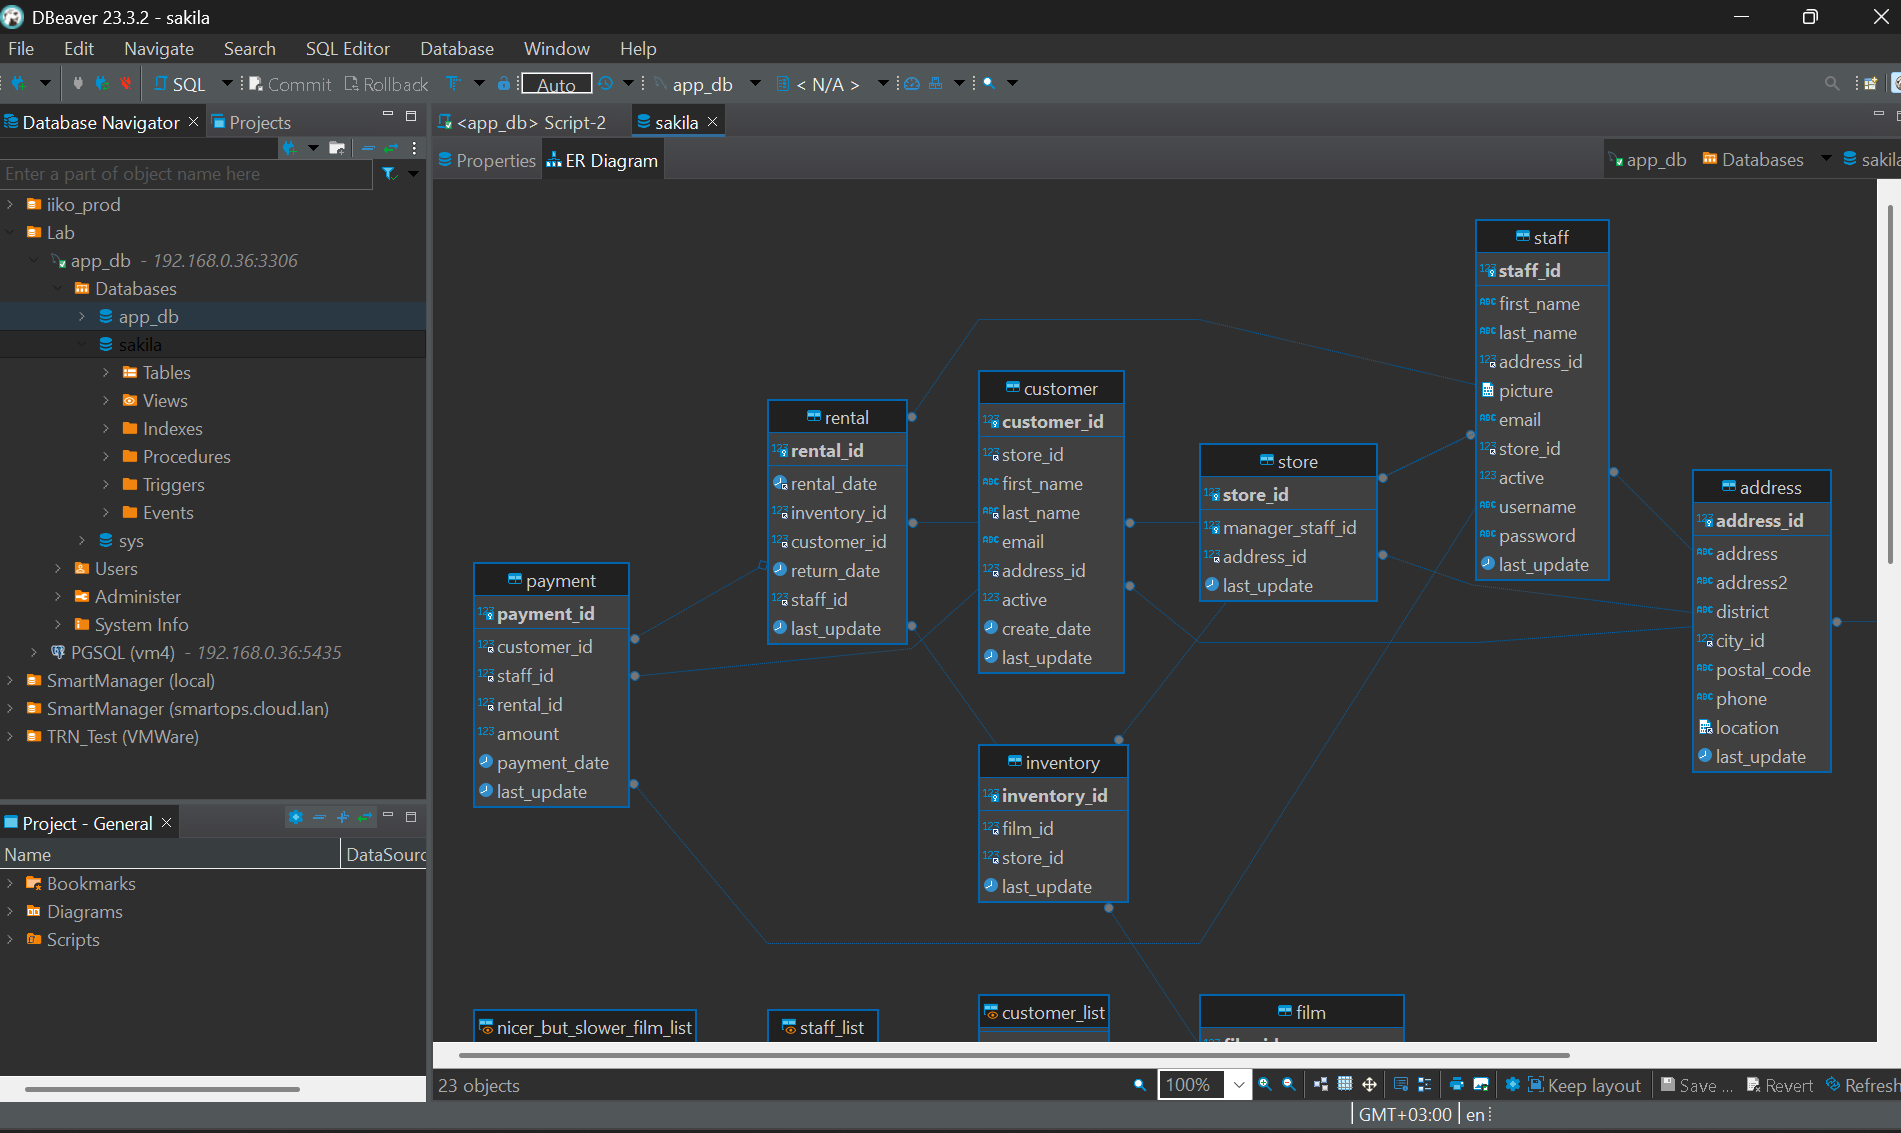 DBeaver 23.3.2 - sakila
File Edit Navigate Search SQL Editor Database Window Help
SQL Commit Rollback Auto app_db < N/A >
Database Navigator Projects
Enter a part of object name here
iiko_prod
Lab
app_db - 192.168.0.36:3306
Databases
app_db
sakila
Tables
Views
Indexes
Procedures
Triggers
Events
sys
Users
Administer
System Info
PGSQL (vm4) - 192.168.0.36:5435
SmartManager (local)
SmartManager (smartops.cloud.lan)
TRN_Test (VMWare)
Project - General
Name DataSourc
Bookmarks
Diagrams
Scripts
<app_db> Script-2 sakila
Properties ER Diagram app_db Databases sakila
payment
payment_id
customer_id
staff_id
rental_id
amount
payment_date
last_update
rental
rental_id
rental_date
inventory_id
customer_id
return_date
staff_id
last_update
customer
customer_id
store_id
first_name
last_name
email
address_id
active
create_date
last_update
store
store_id
manager_staff_id
address_id
last_update
staff
staff_id
first_name
last_name
address_id
picture
email
store_id
active
username
password
last_update
address
address_id
address
address2
district
city_id
postal_code
phone
location
last_update
inventory
inventory_id
film_id
store_id
last_update
nicer_but_slower_film_list
staff_list
customer_list
film
23 objects 100% Keep layout Save ... Revert Refresh
GMT+03:00 en